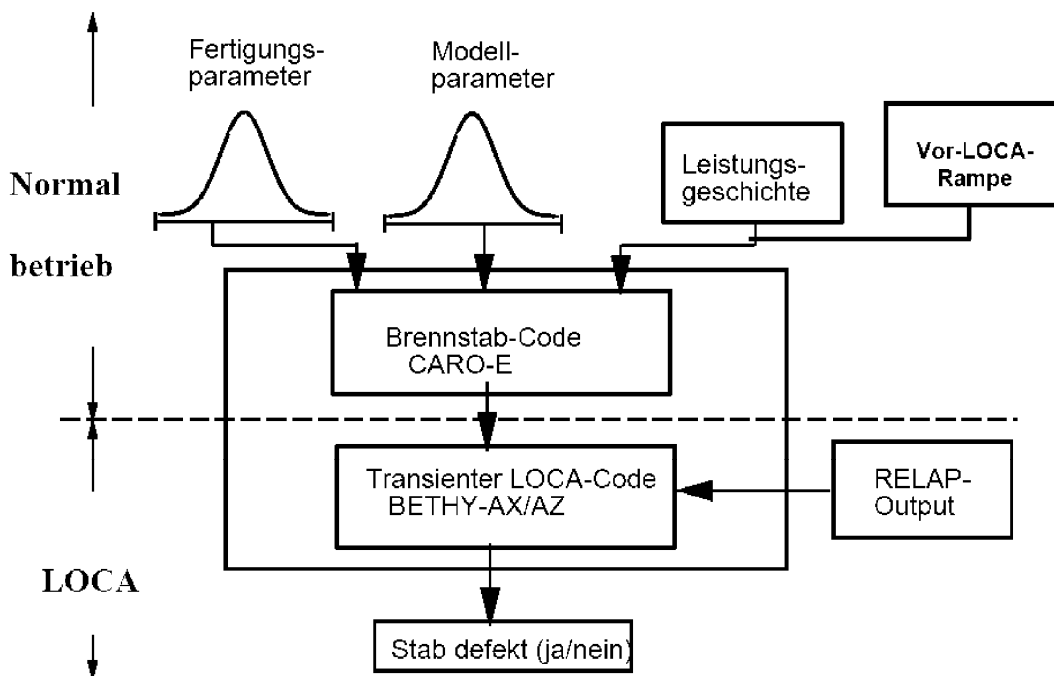 Fertigungs-
parameter
Modell-
parameter
Leistungs-
geschichte
Vor-LOCA-
Rampe
Normal
betrieb
Brennstab-Code
CARO-E
Transienter LOCA-Code
BETHY-AX/AZ
RELAP-
Output
LOCA
Stab defekt (ja/nein)